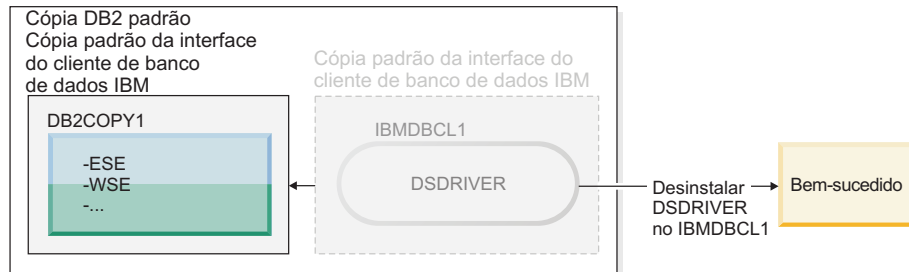 Cópia DB2 padrão
Cópia padrão da interface
do cliente de banco
de dados IBM
DB2COPY1
-ESE
-WSE
-...
Cópia padrão da interface do
cliente de banco de dados IBM
IBMDBCL1
DSDRIVER
Desinstalar
DSDRIVER
no IBMDBCL1
Bem-sucedido